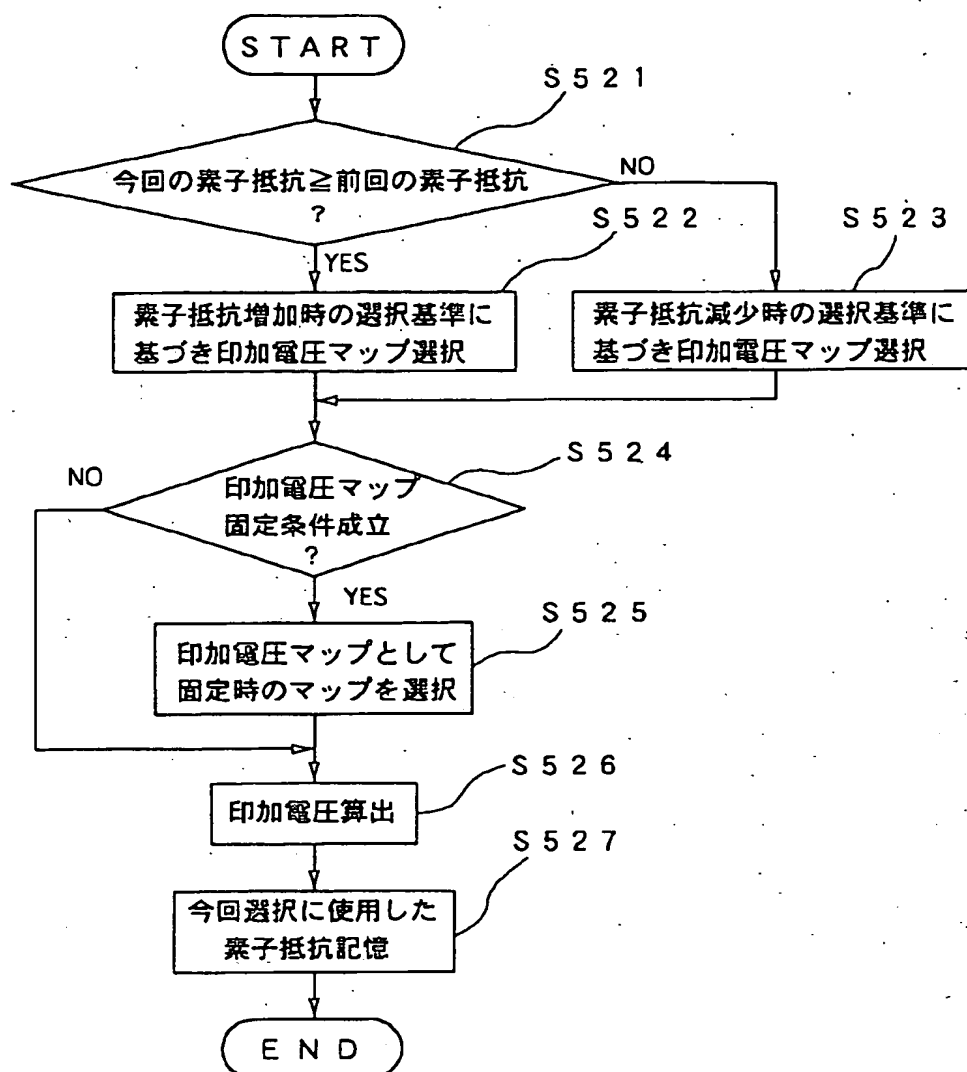 START
S521
今回の素子抵抗≧前回の素子抵抗
?
NO
YES
S522
素子抵抗増加時の選択基準に
基づき印加電圧マップ選択
S523
素子抵抗減少時の選択基準に
基づき印加電圧マップ選択
S524
NO
印加電圧マップ
固定条件成立
?
YES
S525
印加電圧マップとして
固定時のマップを選択
S526
印加電圧算出
S527
今回選択に使用した
素子抵抗記憶
END